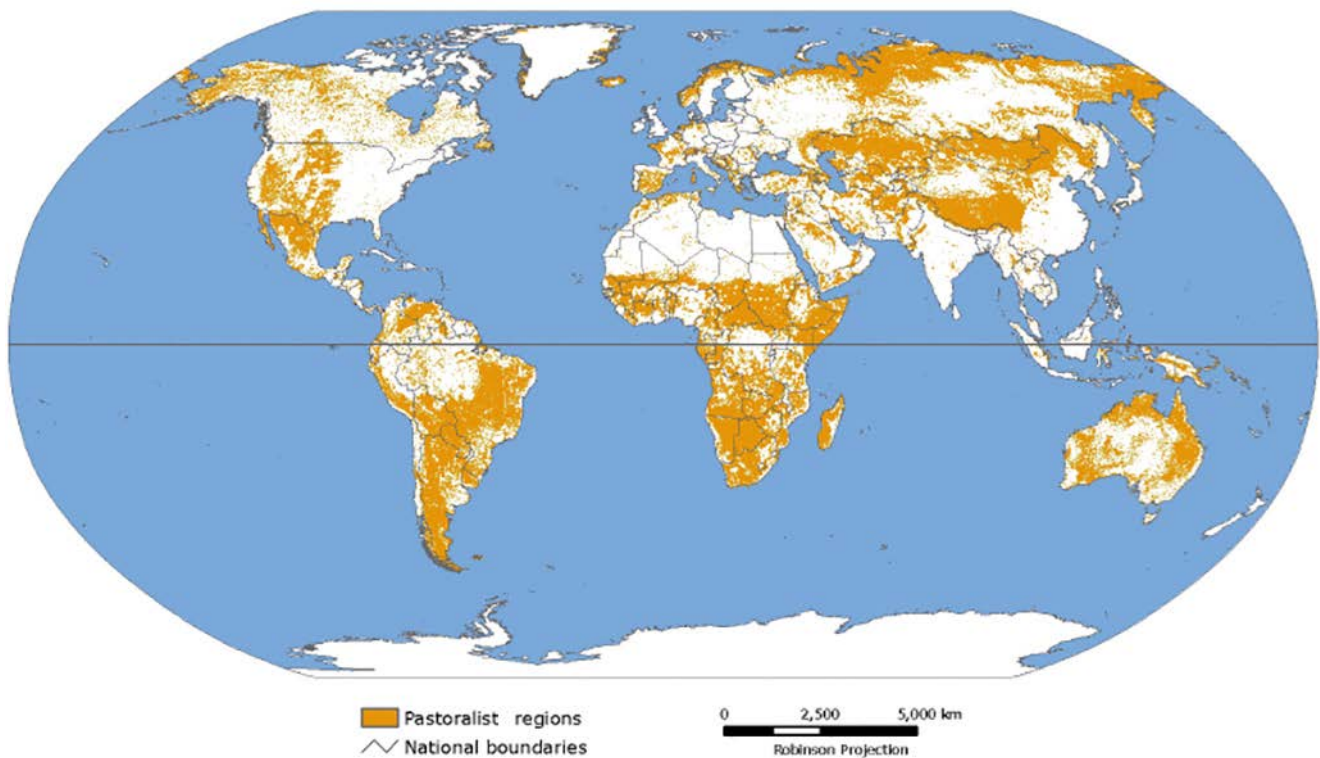 Pastoralist regions
National boundaries
0 2,500 5,000 km
Robinson Projection